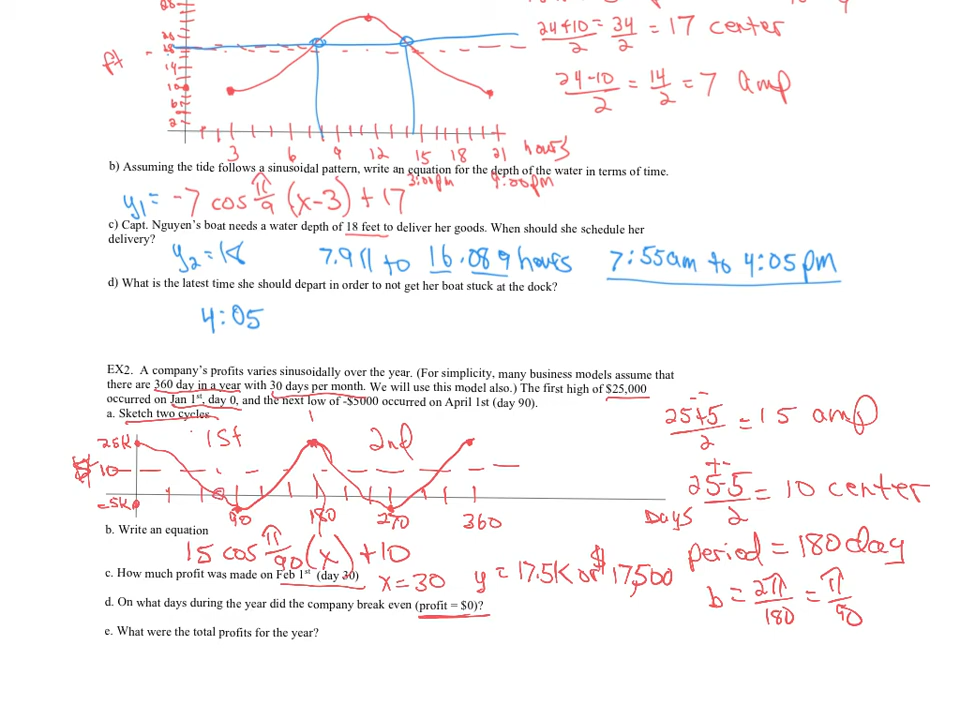 24+10/2 = 34/2 = 17 center
ft
14
10
6
2
24-10/2 = 14/2 = 7 amp
3 6 9 12 15 18 21 hours
b) Assuming the tide follows a sinusoidal pattern, write an equation for the depth of the water in terms of time.
3:00pm 9:00pm
y₁ = -7 cos π/9 (x-3) + 17
c) Capt. Nguyen's boat needs a water depth of 18 feet to deliver her goods. When should she schedule her
delivery?
y₂ = 18 7.911 to 16.089 hours 7:55am to 4:05pm
d) What is the latest time she should depart in order to not get her boat stuck at the dock?
4:05
EX2. A company's profits varies sinusoidally over the year. (For simplicity, many business models assume that
there are 360 day in a year with 30 days per month. We will use this model also.) The first high of $25,000
occurred on Jan 1st, day 0, and the next low of -$5000 occurred on April 1st (day 90).
a. Sketch two cycles
25+5/2 = 15 amp
25K 1st 2nd
$ 10
-5K
25-5/2 = 10 center
90 180 270 360 Days
b. Write an equation
15 cos π/90 (x) + 10
period = 180 day
c. How much profit was made on Feb 1st (day 30) x = 30 y = 17.5K or $17,500
b = 2π/180 = π/90
d. On what days during the year did the company break even (profit = $0)?
e. What were the total profits for the year?